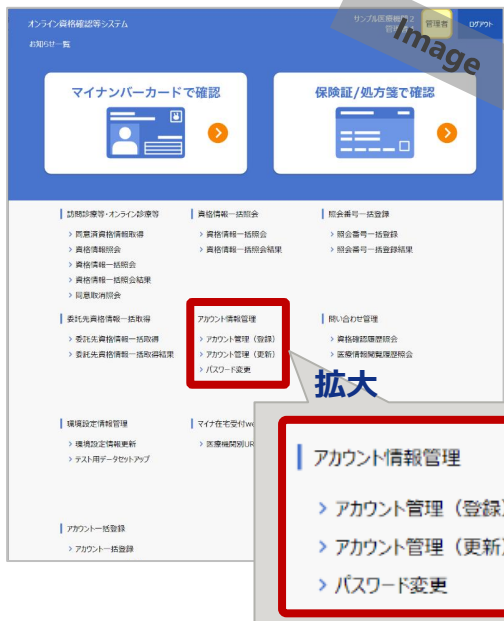 オンライン資格確認等システム
サンプル医療機関2
管理者
ログアウト
Image
お知らせ一覧
マイナンバーカードで確認
保険証/処方箋で確認
訪問診療等・オンライン診療等
資格情報一括照会
照会番号一括登録
> 同意済資格情報取得
> 資格情報一括照会
> 照会番号一括登録
> 資格情報照会
> 資格情報一括照会結果
> 照会番号一括登録結果
> 資格情報一括照会
> 資格情報一括照会結果
> 同意取消照会
委託先資格情報一括取得
アカウント情報管理
問い合わせ管理
> 委託先資格情報一括取得
> アカウント管理（登録）
> 資格確認履歴照会
> 委託先資格情報一括取得結果
> アカウント管理（更新）
> 医療情報閲覧履歴照会
> パスワード変更
拡大
環境設定情報管理
マイナ在宅受付we
> 環境設定情報更新
> 医療機関別UR
> テスト用データセットアップ
アカウント一括登録
> アカウント一括登録
アカウント情報管理
> アカウント管理（登録）
> アカウント管理（更新）
> パスワード変更